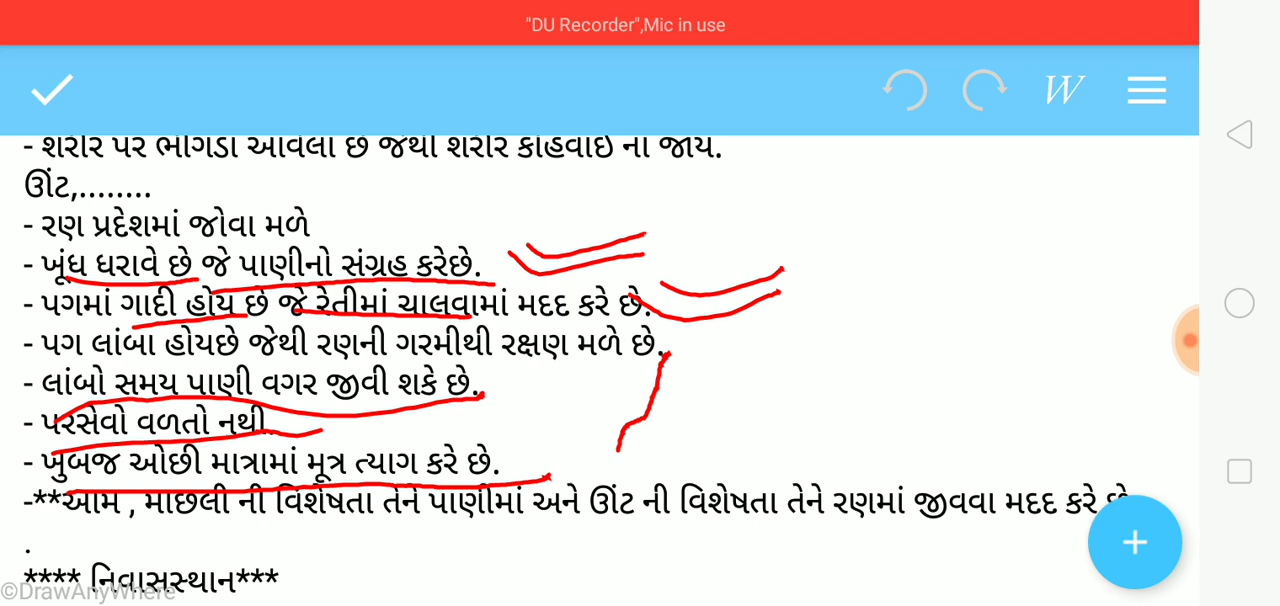 "DU Recorder",Mic in use
W
- શરીર પર ભીંગડાં આવેલાં છે જેથી શરીર કોહવાઈ ના જાય.
ઊંટ,........
- રણ પ્રદેશમાં જોવા મળે
- ખૂંધ ધરાવે છે જે પાણીનો સંગ્રહ કરેછે.
- પગમાં ગાદી હોય છે જે રેતીમાં ચાલવામાં મદદ કરે છે.
- પગ લાંબા હોયછે જેથી રણની ગરમીથી રક્ષણ મળે છે.
- લાંબો સમય પાણી વગર જીવી શકે છે.
- પરસેવો વળતો નથી.
- ખુબજ ઓછી માત્રામાં મૂત્ર ત્યાગ કરે છે.
-**આમ , માછલી ની વિશેષતા તેને પાણીમાં અને ઊંટ ની વિશેષતા તેને રણમાં જીવવા મદદ કરે છે
.
**** નિવાસસ્થાન***
©DrawAnyWhere